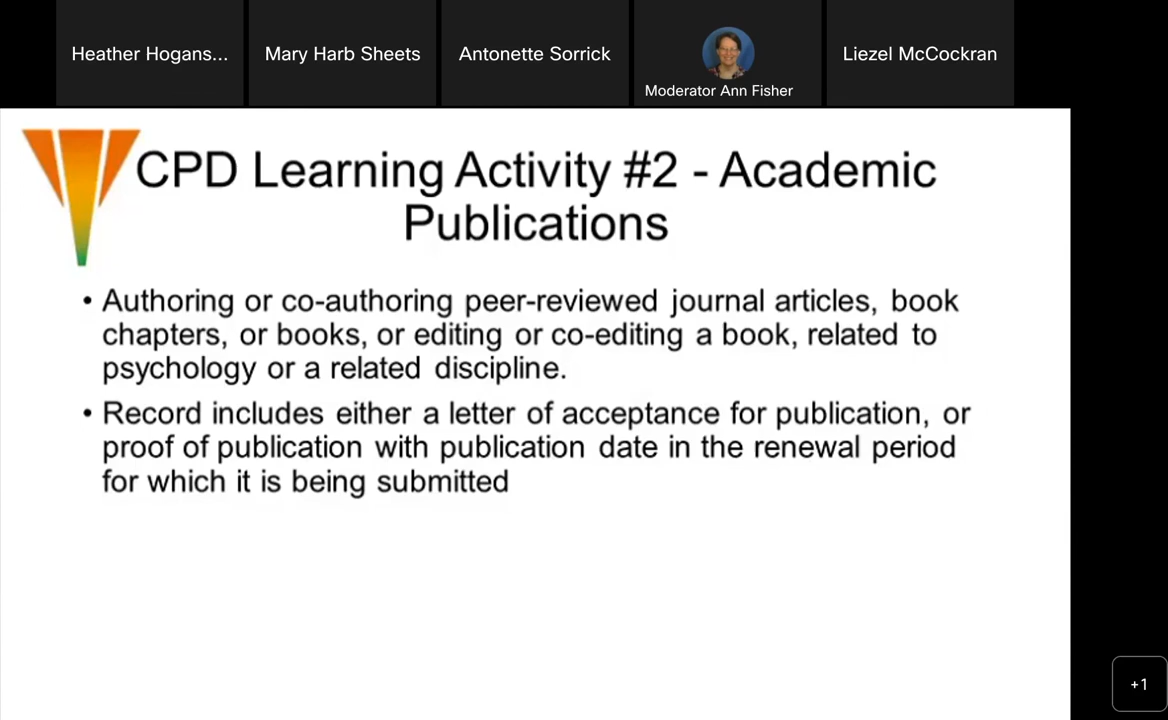 Heather Hogans...
Mary Harb Sheets
Antonette Sorrick
Moderator Ann Fisher
Liezel McCockran
CPD Learning Activity #2 - Academic
Publications
• Authoring or co-authoring peer-reviewed journal articles, book
chapters, or books, or editing or co-editing a book, related to
psychology or a related discipline.
• Record includes either a letter of acceptance for publication, or
proof of publication with publication date in the renewal period
for which it is being submitted
+1